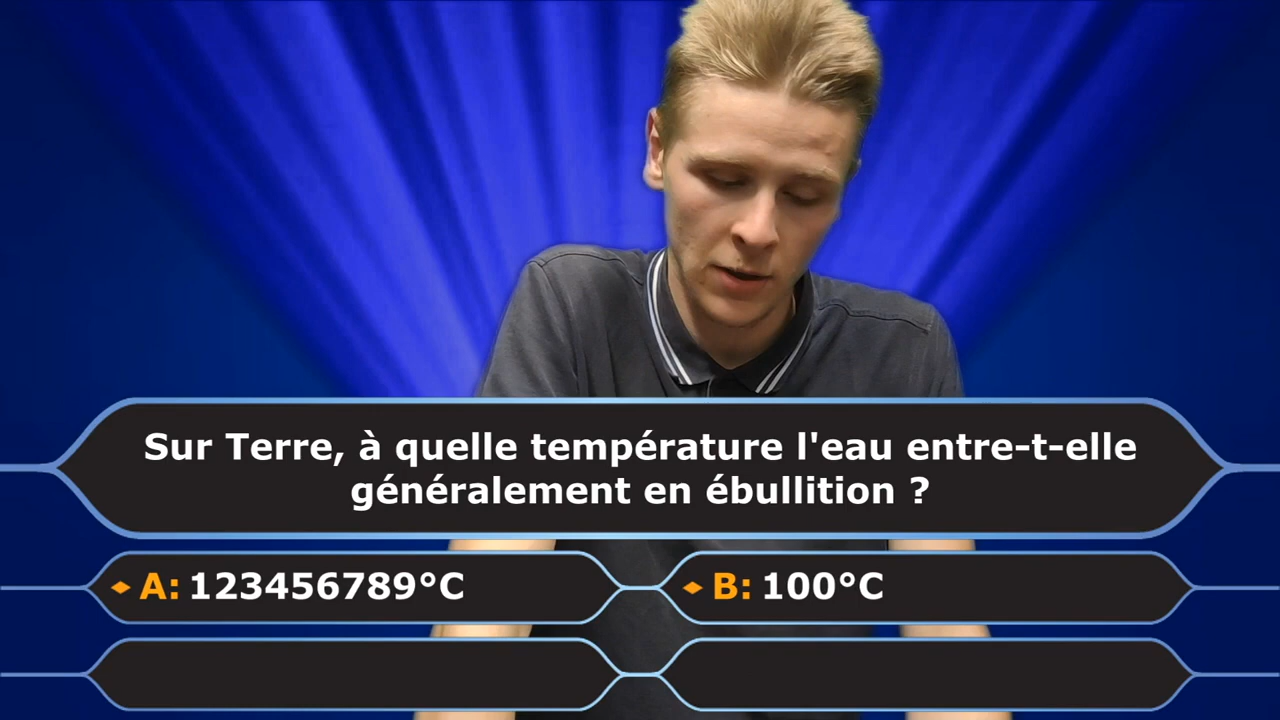 Sur Terre, à quelle température l'eau entre-t-elle
généralement en ébullition ?
A: 123456789°C
B: 100°C